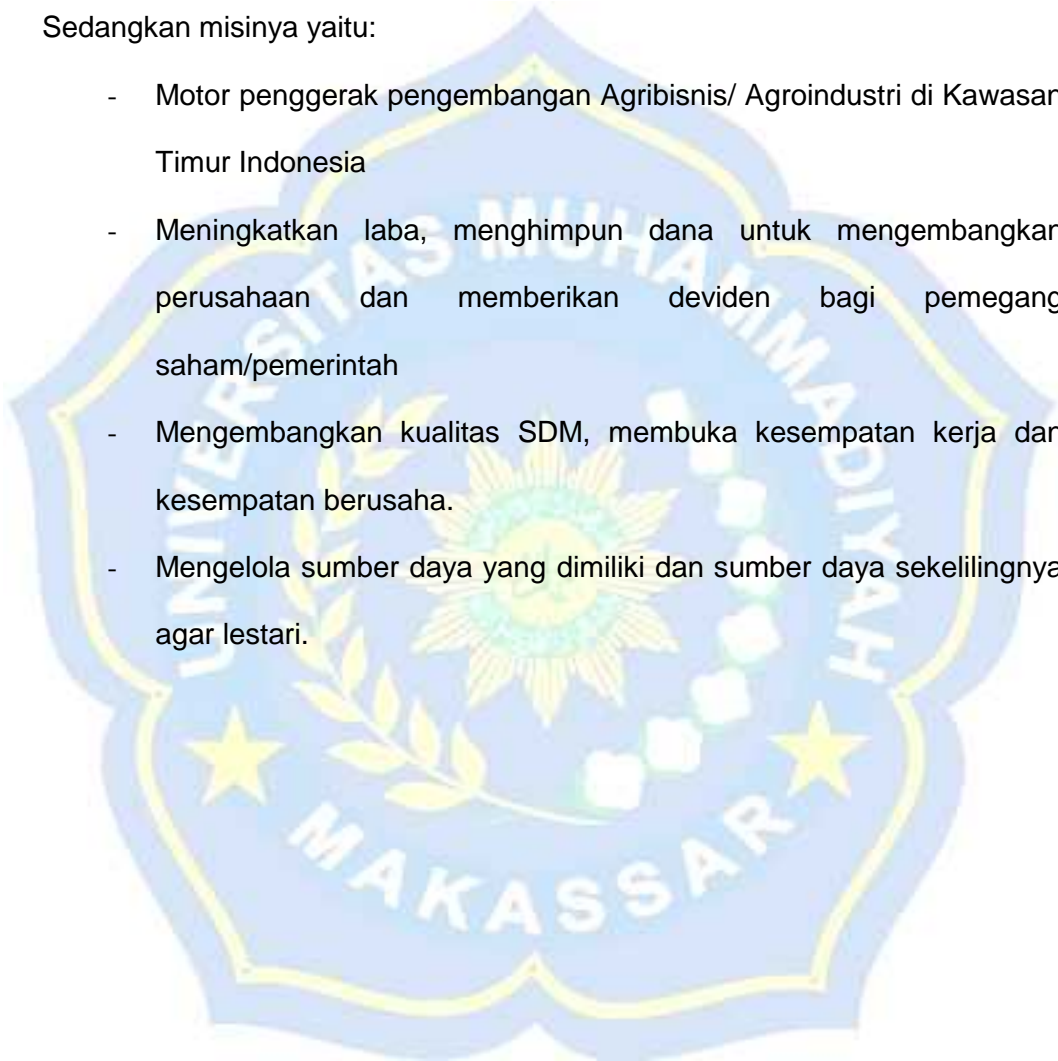 Sedangkan misinya yaitu:
- Motor penggerak pengembangan Agribisnis/ Agroindustri di Kawasan
Timur Indonesia
- Meningkatkan laba, menghimpun dana untuk mengembangkan
perusahaan dan memberikan deviden bagi pemegang
saham/pemerintah
- Mengembangkan kualitas SDM, membuka kesempatan kerja dan
kesempatan berusaha.
- Mengelola sumber daya yang dimiliki dan sumber daya sekelilingnya
agar lestari.
UNIVERSITAS MUHAMMADIYAH
MAKASSAR